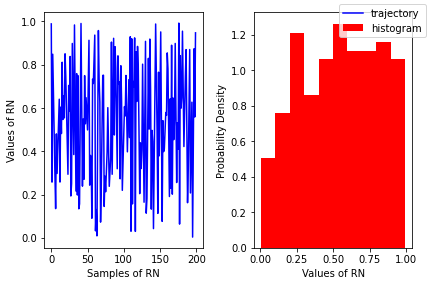 trajectory
histogram
1.0
0.8
0.6
0.4
0.2
0.0
Values of RN
0 50 100 150 200
Samples of RN
1.2
1.0
0.8
0.6
0.4
0.2
0.0
Probability Density
0.00 0.25 0.50 0.75 1.00
Values of RN